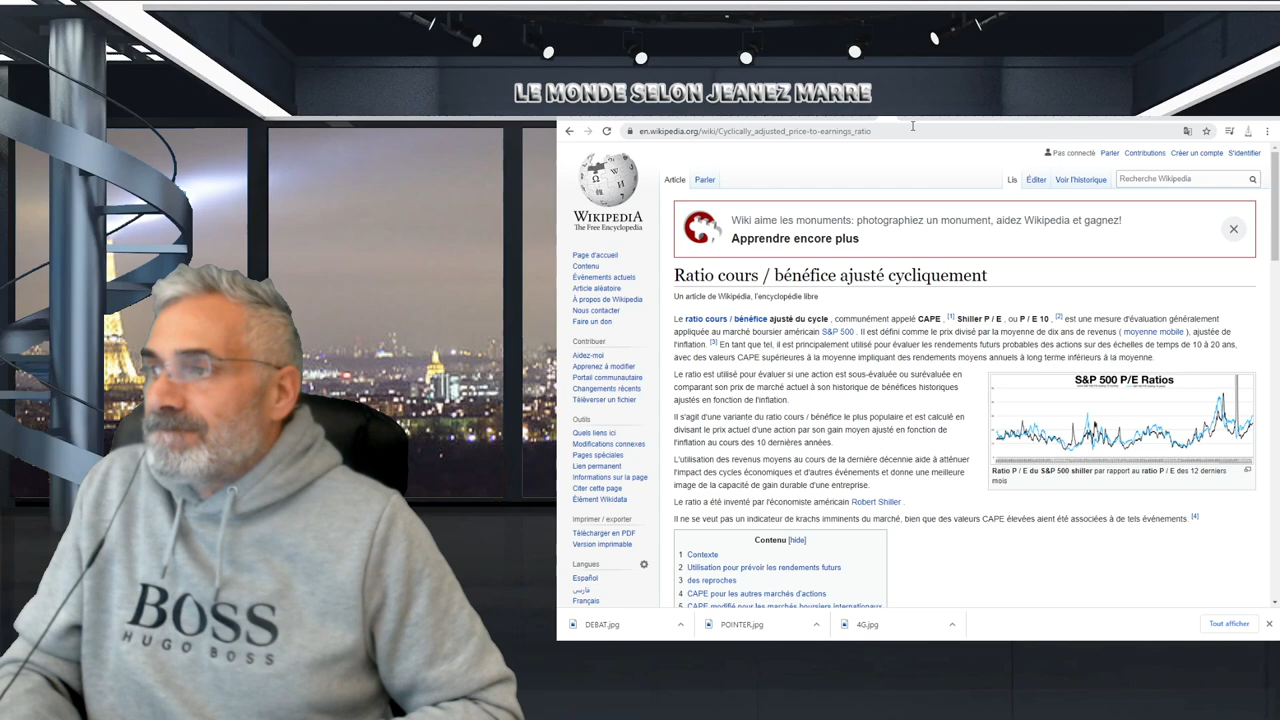 LE MONDE SELON JEANEZ MARRE
en.wikipedia.org/wiki/Cyclically_adjusted_price-to-earnings_ratio
Pas connecté Parler Contributions Créer un compte S'identifier
Article Parler Lis Éditer Voir l'historique Recherche Wikipedia
WIKIPEDIA
The Free Encyclopedia
Wiki aime les monuments: photographiez un monument, aidez Wikipedia et gagnez!
Apprendre encore plus
Page d'accueil
Contenu
Évènements actuels
Article aléatoire
À propos de Wikipedia
Nous contacter
Faire un don
Contribuer
Aidez-moi
Apprenez à modifier
Portail communautaire
Changements récents
Téléverser un fichier
Outils
Quels liens ici
Modifications connexes
Pages spéciales
Lien permanent
Informations sur la page
Citer cette page
Élément Wikidata
Imprimer / exporter
Télécharger en PDF
Version imprimable
Langues
Español
فارسی
Français
Ratio cours / bénéfice ajusté cycliquement
Un article de Wikipédia, l'encyclopédie libre
Le ratio cours / bénéfice ajusté du cycle , communément appelé CAPE , [1] Shiller P / E , ou P / E 10 , [2] est une mesure d'évaluation généralement
appliquée au marché boursier américain S&P 500 . Il est défini comme le prix divisé par la moyenne de dix ans de revenus ( moyenne mobile ), ajustée de
l'inflation. [3] En tant que tel, il est principalement utilisé pour évaluer les rendements futurs probables des actions sur des échelles de temps de 10 à 20 ans,
avec des valeurs CAPE supérieures à la moyenne impliquant des rendements moyens annuels à long terme inférieurs à la moyenne.
Le ratio est utilisé pour évaluer si une action est sous-évaluée ou surévaluée en
comparant son prix de marché actuel à son historique de bénéfices historiques
ajustés en fonction de l'inflation.
Il s'agit d'une variante du ratio cours / bénéfice le plus populaire et est calculé en
divisant le prix actuel d'une action par son gain moyen ajusté en fonction de
l'inflation au cours des 10 dernières années.
L'utilisation des revenus moyens au cours de la dernière décennie aide à atténuer
l'impact des cycles économiques et d'autres événements et donne une meilleure
image de la capacité de gain durable d'une entreprise.
Le ratio a été inventé par l'économiste américain Robert Shiller .
Il ne se veut pas un indicateur de krachs imminents du marché, bien que des valeurs CAPE élevées aient été associées à de tels événements. [4]
S&P 500 P/E Ratios
Ratio P / E du S&P 500 shiller par rapport au ratio P / E des 12 derniers
mois
Contenu [hide]
1 Contexte
2 Utilisation pour prévoir les rendements futurs
3 des reproches
4 CAPE pour les autres marchés d'actions
5 CAPE modifié pour les marchés boursiers internationaux
DEBAT.jpg POINTER.jpg 4G.jpg Tout afficher
BOSS
HUGO BOSS